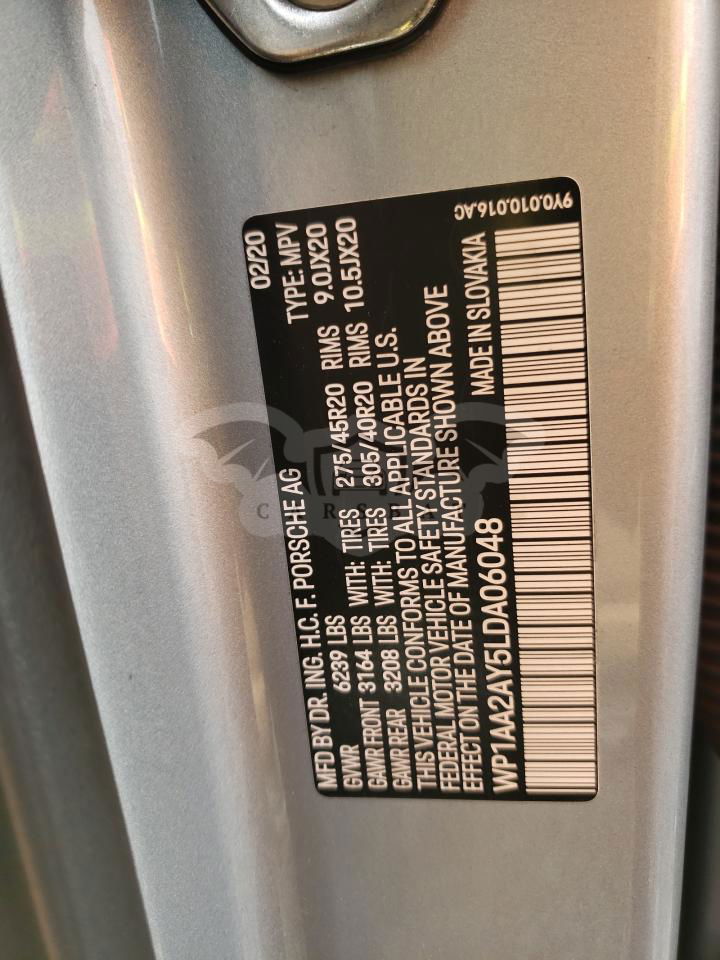 02/20
MFD BY DR. ING. H.C. F. PORSCHE AG TYPE: MPV
GVWR 6239 LBS
GAWR FRONT 3164 LBS WITH: TIRES 275/45R20 RIMS 9.0JX20
GAWR REAR 3208 LBS WITH: TIRES 305/40R20 RIMS 10.5JX20
THIS VEHICLE CONFORMS TO ALL APPLICABLE U.S.
FEDERAL MOTOR VEHICLE SAFETY STANDARDS IN
EFFECT ON THE DATE OF MANUFACTURE SHOWN ABOVE
WP1AA2AY5LDA06048 MADE IN SLOVAKIA
9Y0.010.016.AC